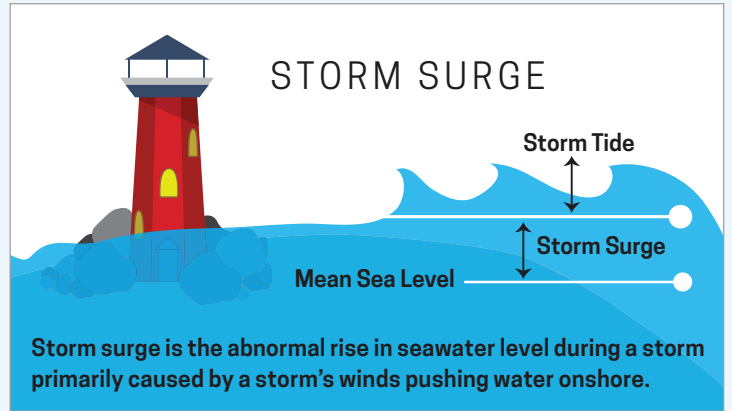 STORM SURGE
Storm Tide
Storm Surge
Mean Sea Level
Storm surge is the abnormal rise in seawater level during a storm
primarily caused by a storm's winds pushing water onshore.